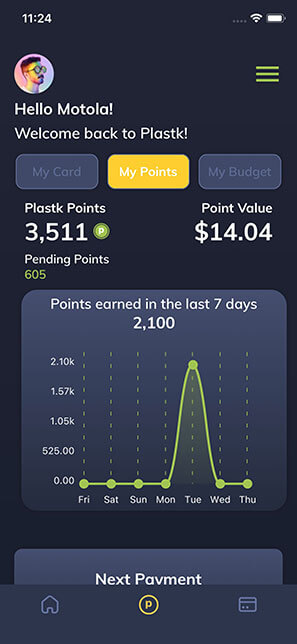 11:24
Hello Motola!
Welcome back to Plastk!
My Card My Points My Budget
Plastk Points Point Value
3,511 P $14.04
Pending Points
605
Points earned in the last 7 days
2,100
2.10k
1.57k
1.05k
525.00
0.00
Fri Sat Sun Mon Tue Wed Thu
Next Payment
P